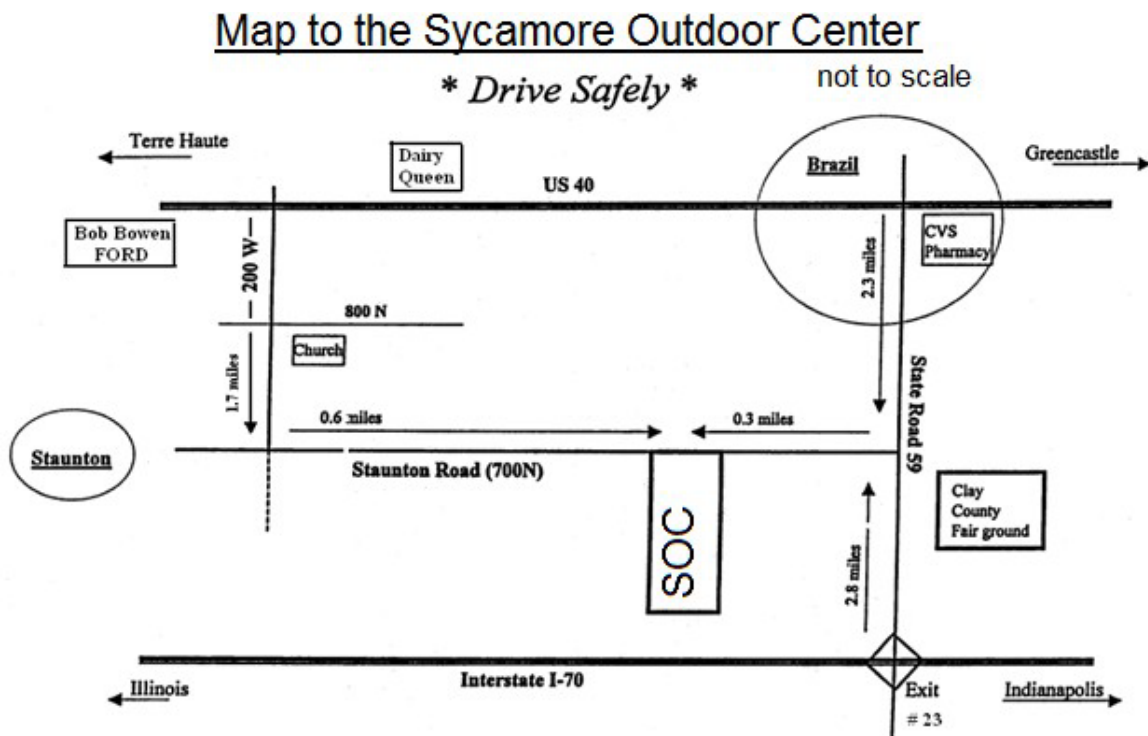 Map to the Sycamore Outdoor Center
* Drive Safely *
not to scale
Terre Haute
Dairy
Queen
Brazil
Greencastle
US 40
Bob Bowen
FORD
200 W
CVS
Pharmacy
2.3 miles
800 N
Church
1.7 miles
State Road 59
0.6 miles
0.3 miles
Staunton
Staunton Road (700N)
Clay
County
Fair ground
SOC
2.8 miles
Interstate I-70
Illinois
Exit
# 23
Indianapolis